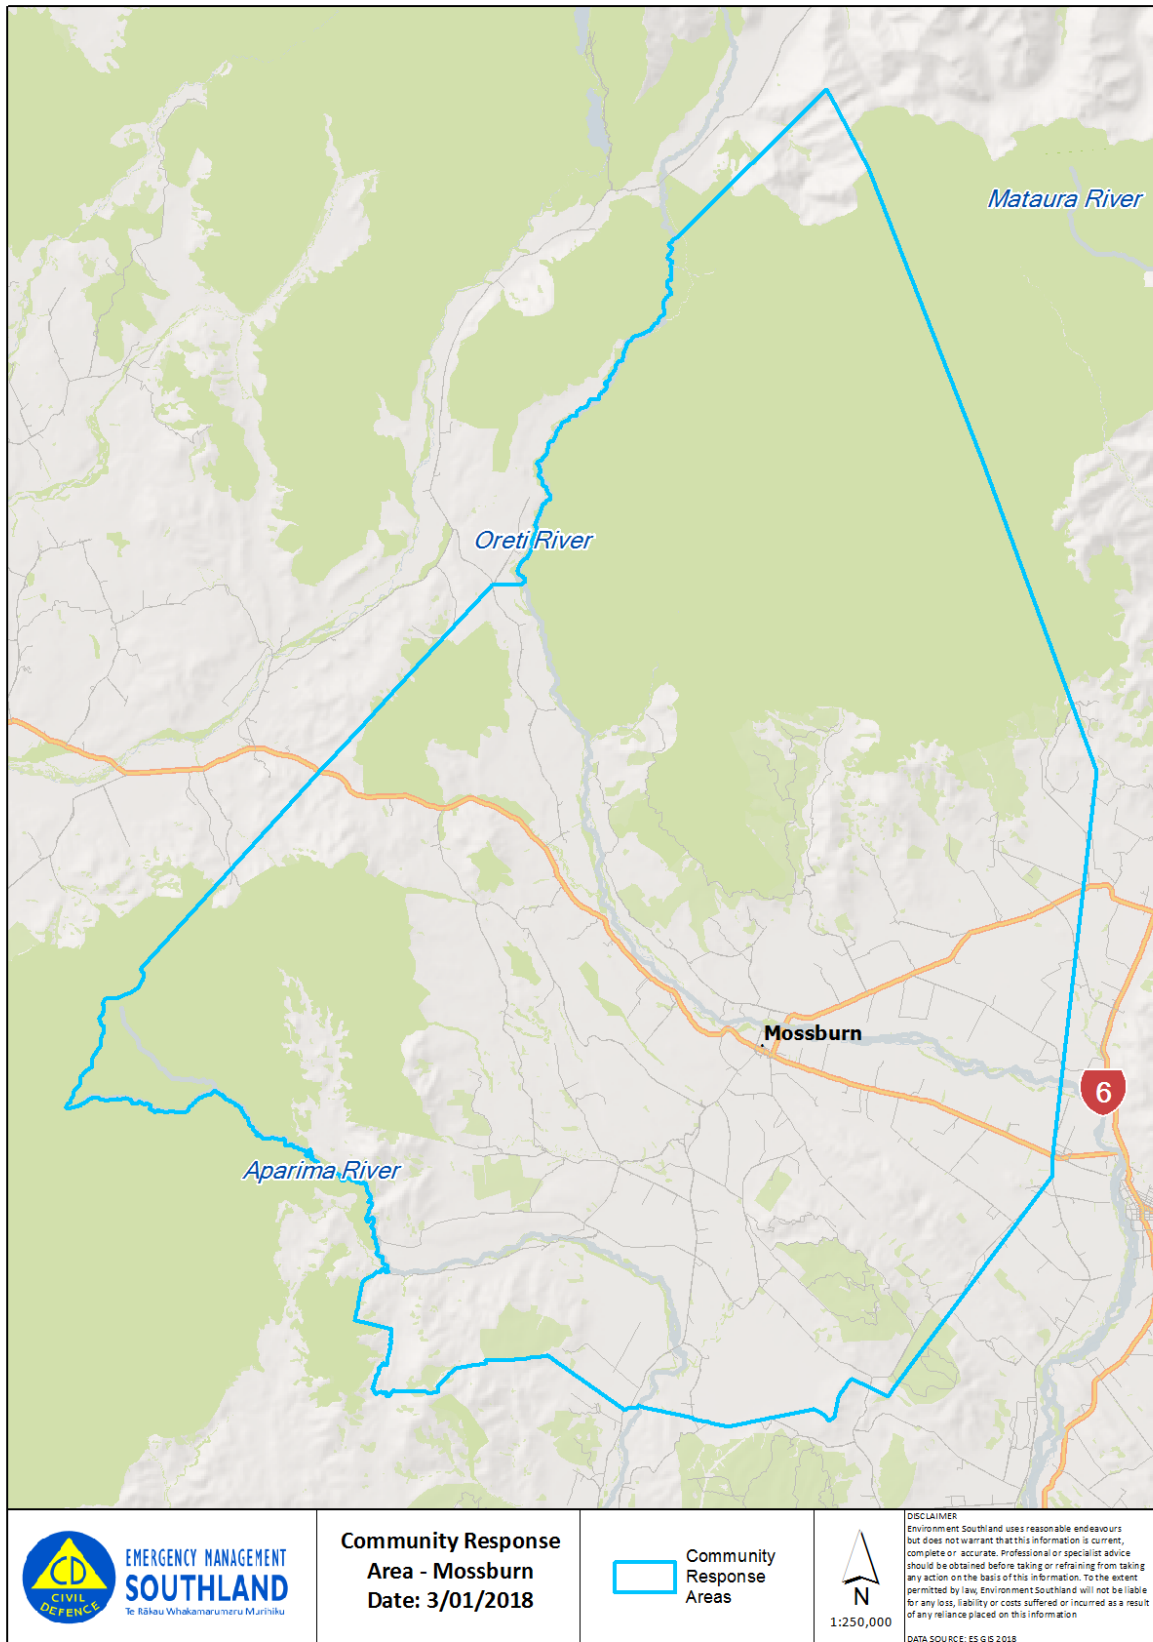 Mataura River
Oreti River
Mossburn
6
Aparima River
CD
CIVIL
DEFENCE
EMERGENCY MANAGEMENT
SOUTHLAND
Te Rākau Whakamarumaru Murihiku
Community Response
Area - Mossburn
Date: 3/01/2018
Community
Response
Areas
N
1:250,000
DISCLAIMER
Environment Southland uses reasonable endeavours
but does not warrant that this information is current,
complete or accurate. Professional or specialist advice
should be obtained before taking or refraining from taking
any action on the basis of this information. To the extent
permitted by law, Environment Southland will not be liable
for any loss, liability or costs suffered or incurred as a result
of any reliance placed on this information
DATA SOURCE: ES GIS 2018